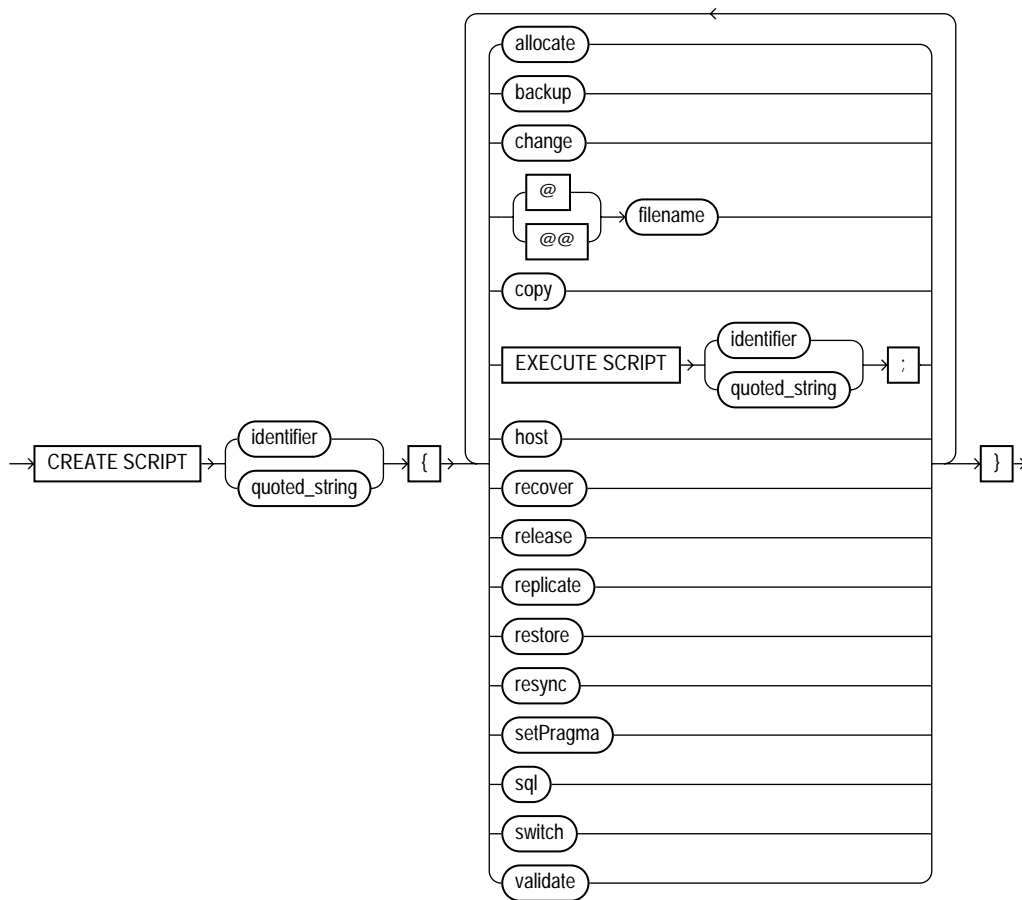 allocate
backup
change
@
filename
@@
copy
identifier
EXECUTE SCRIPT
;
quoted_string
identifier
host
CREATE SCRIPT
{
}
quoted_string
recover
release
replicate
restore
resync
setPragma
sql
switch
validate